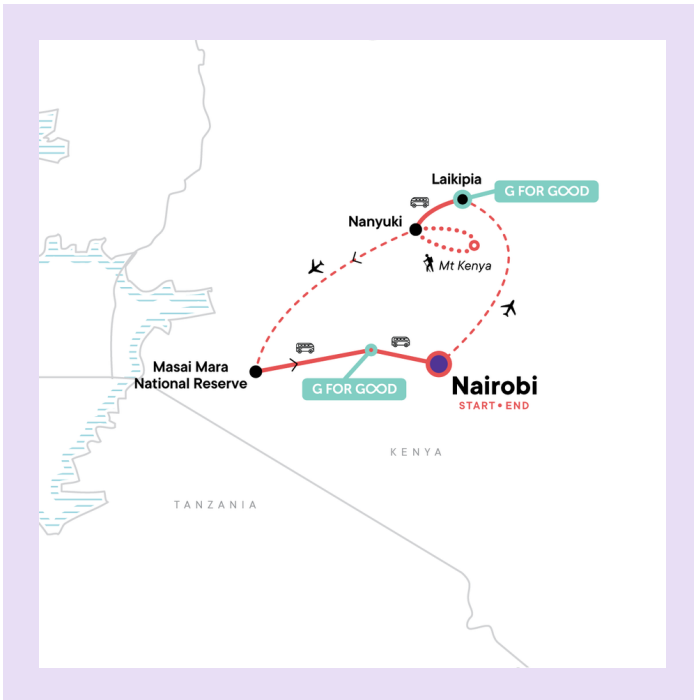 Laikipia
G FOR GOOD
Nanyuki
Mt Kenya
Masai Mara
National Reserve
G FOR GOOD
Nairobi
START • END
KENYA
TANZANIA